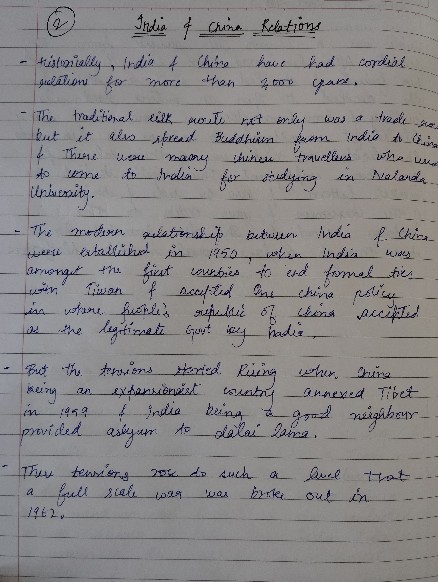 2 India & China Relations
- Historically, India & China have had cordial
relations for more than 2000 years.
- The traditional silk route not only was a trade route
but it also spread Buddhism from India to China
& There were many chinese travellers who used
to come to India for studying in Nalanda
University.
- The modern relationship between India & China
were established in 1950, when India was
amongst the first countries to end formal ties
with Tiwan & accepted One china policy
in where People's republic of China accepted
as the legitimate Govt by India.
- But the tensions started Rising when China
being an expansionist country annexed Tibet
in 1959 & India being a good neighbour
provided asylum to dalai lama.
- These tensions rose to such a level that
a full scale war was broke out in
1962.